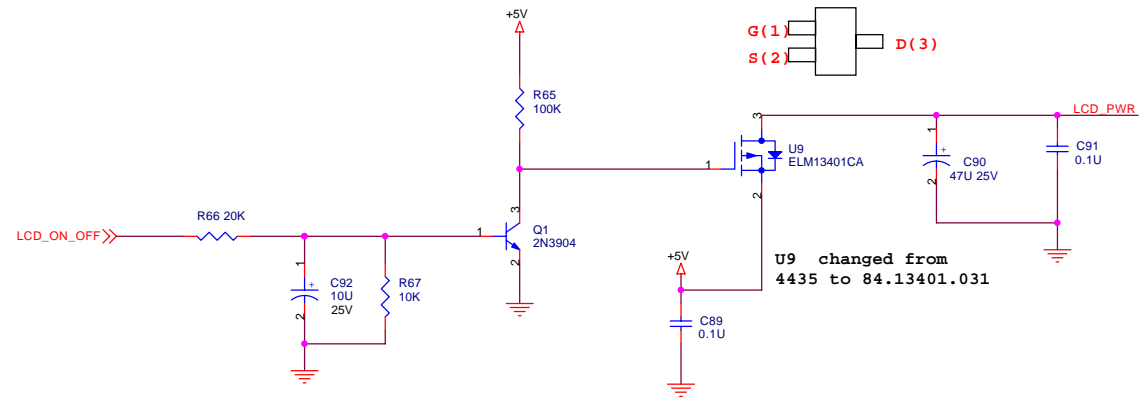 +5V
G(1)
S(2)
D(3)
R65
100K
LCD_PWR
3
U9
ELM13401CA
1
2
1
C90
47U 25V
2
C91
0.1U
R66 20K
LCD_ON_OFF
3
1
Q1
2N3904
2
+5V
U9 changed from
4435 to 84.13401.031
1
C92
10U
25V
2
R67
10K
C89
0.1U